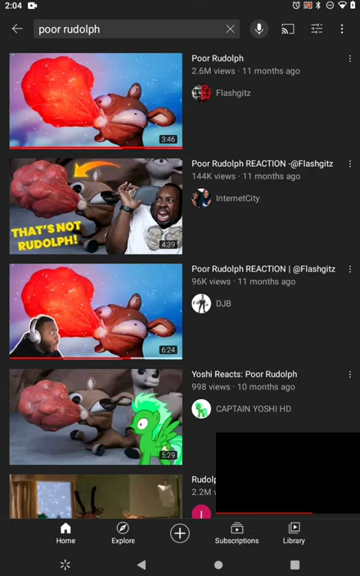 2:04
poor rudolph
Poor Rudolph
2.6M views · 11 months ago
Flashgitz
3:46
Poor Rudolph REACTION -@Flashgitz
144K views · 11 months ago
InternetCity
THAT'S NOT
RUDOLPH!
4:39
Poor Rudolph REACTION | @Flashgitz
96K views · 11 months ago
DJB
6:24
Yoshi Reacts: Poor Rudolph
998 views · 10 months ago
CAPTAIN YOSHI HD
5:29
Home
Explore
Subscriptions
Library